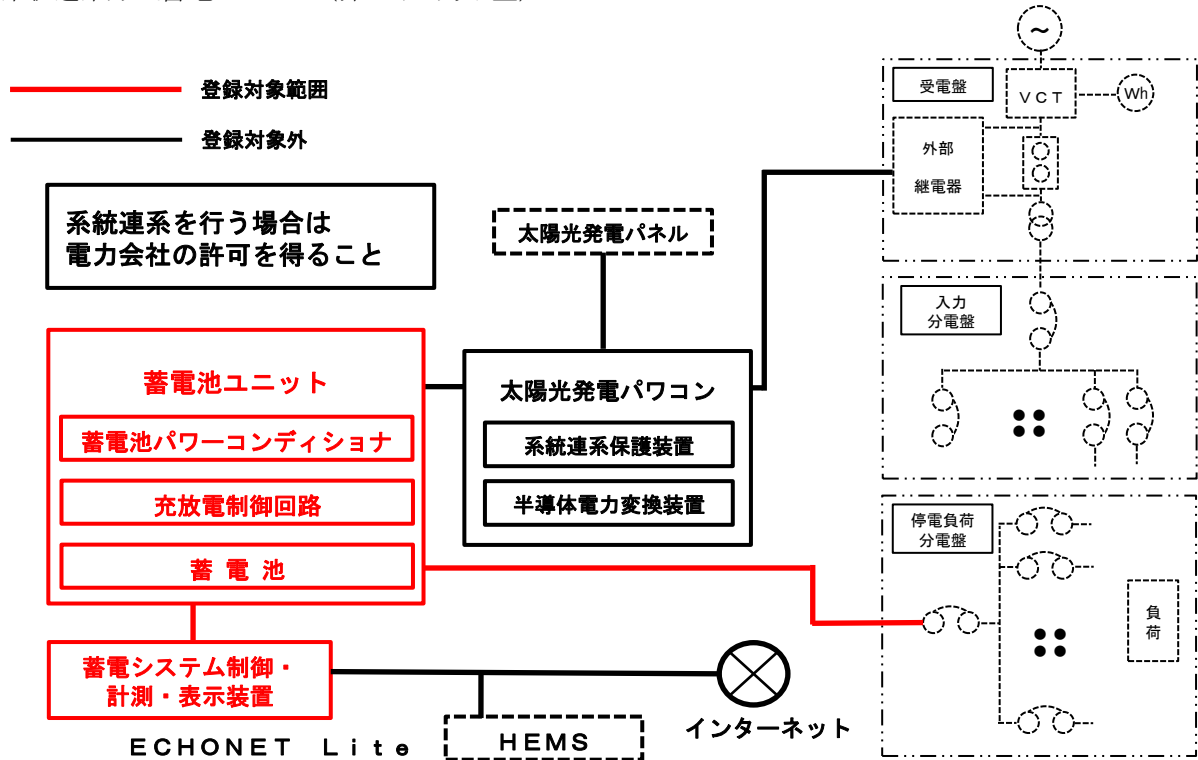 登録対象範囲
登録対象外
系統連系を行う場合は
電力会社の許可を得ること
太陽光発電パネル
蓄電池ユニット
蓄電池パワーコンディショナ
充放電制御回路
蓄電池
太陽光発電パワコン
系統連系保護装置
半導体電力変換装置
蓄電システム制御・
計測・表示装置
ECHONET Lite
HEMS
インターネット
~
受電盤
VCT
Wh
外部
継電器
入力
分電盤
停電負荷
分電盤
負
荷